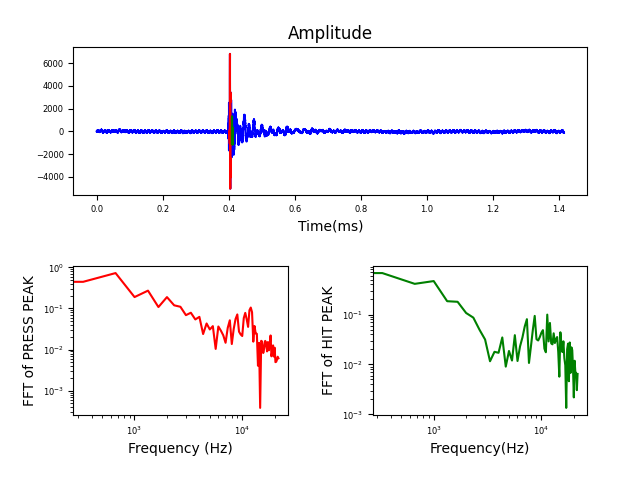 Amplitude
6000
4000
2000
0
−2000
−4000
0.0 0.2 0.4 0.6 0.8 1.0 1.2 1.4
Time(ms)
FFT of PRESS PEAK
10⁰
10⁻¹
10⁻²
10⁻³
10³ 10⁴
Frequency (Hz)
FFT of HIT PEAK
10⁻¹
10⁻²
10⁻³
10³ 10⁴
Frequency(Hz)